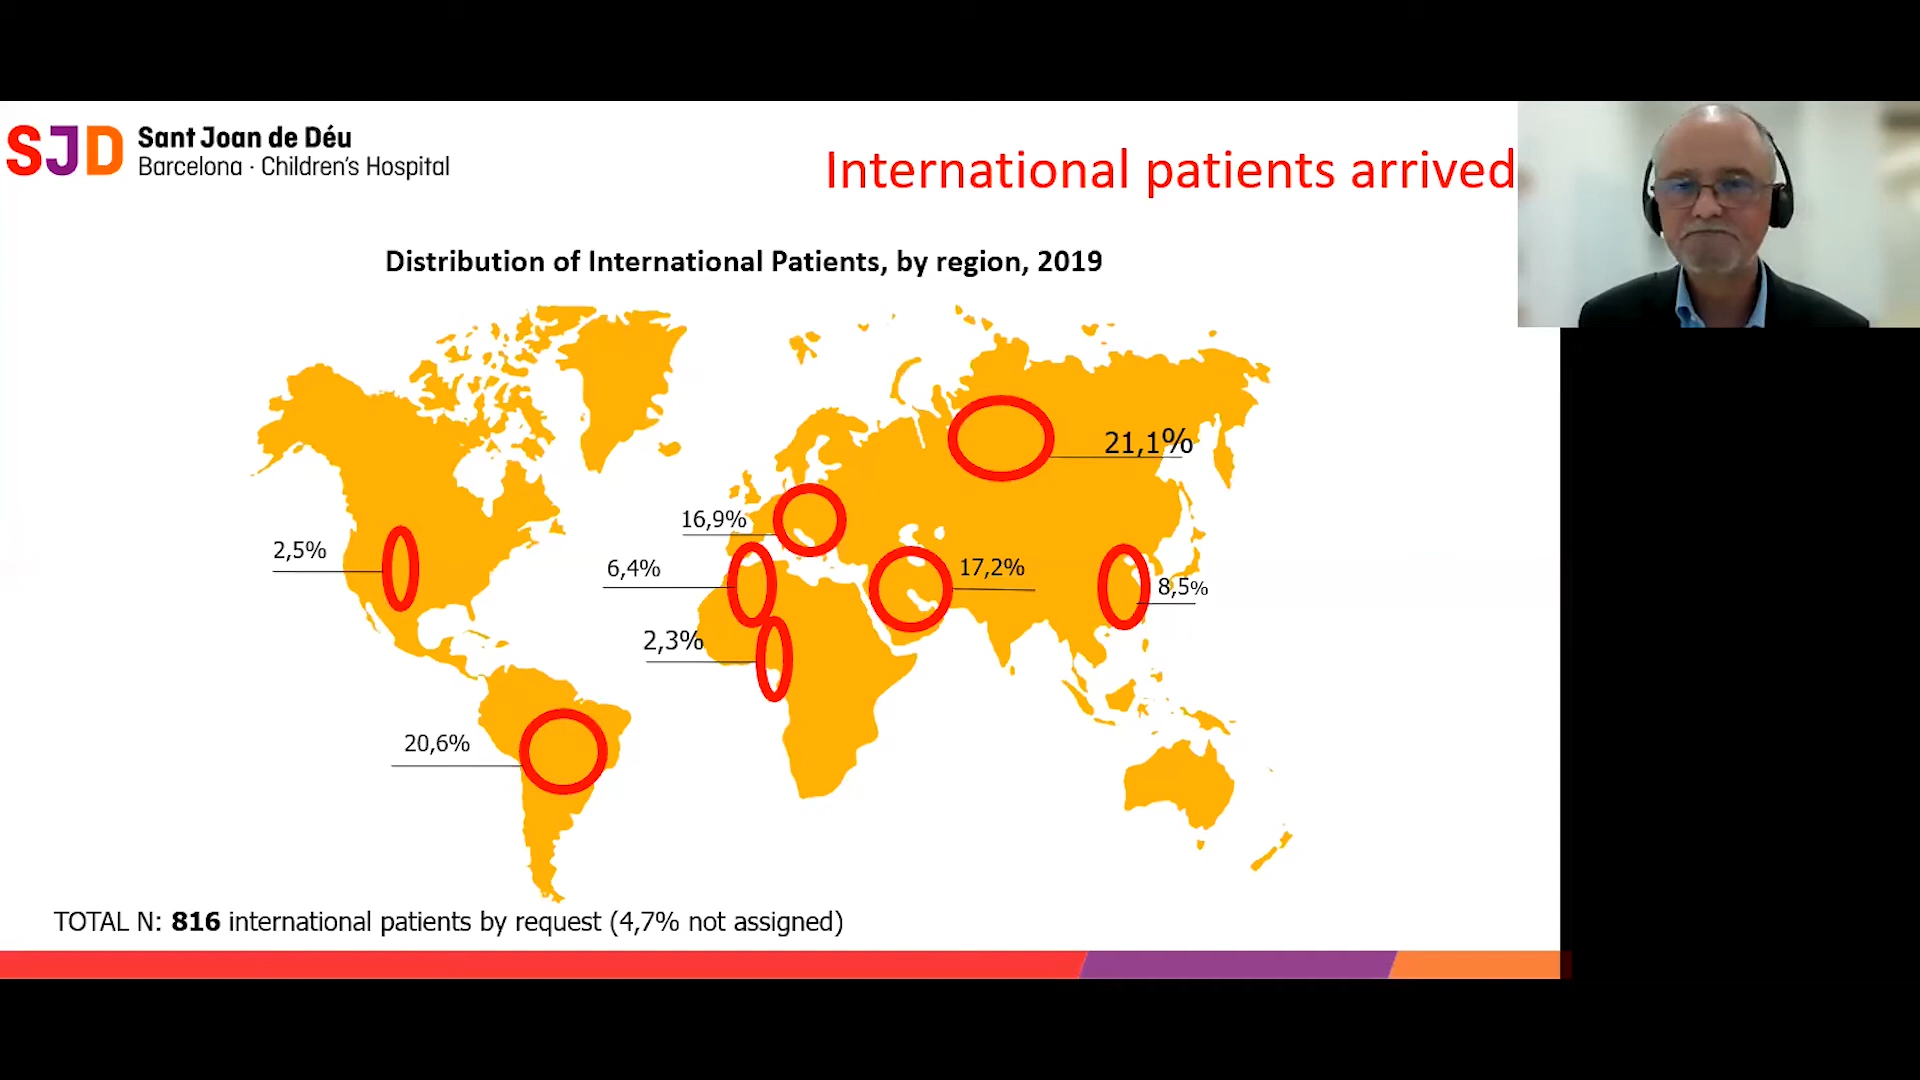 SJD Sant Joan de Déu
Barcelona · Children's Hospital
International patients arrived
Distribution of International Patients, by region, 2019
21,1%
16,9%
2,5%
6,4%
17,2%
8,5%
2,3%
20,6%
TOTAL N: 816 international patients by request (4,7% not assigned)